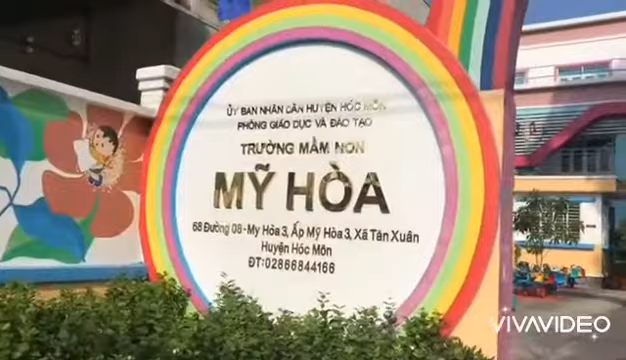 ỦY BAN NHÂN DÂN HUYỆN HÓC MÔN
PHÒNG GIÁO DỤC VÀ ĐÀO TẠO
TRƯỜNG MẦM NON
MỸ HÒA
68 Đường 08 - Mỹ Hòa 3, Ấp Mỹ Hòa 3, Xã Tân Xuân
Huyện Hóc Môn
ĐT:02866844166
VIVAVIDEO